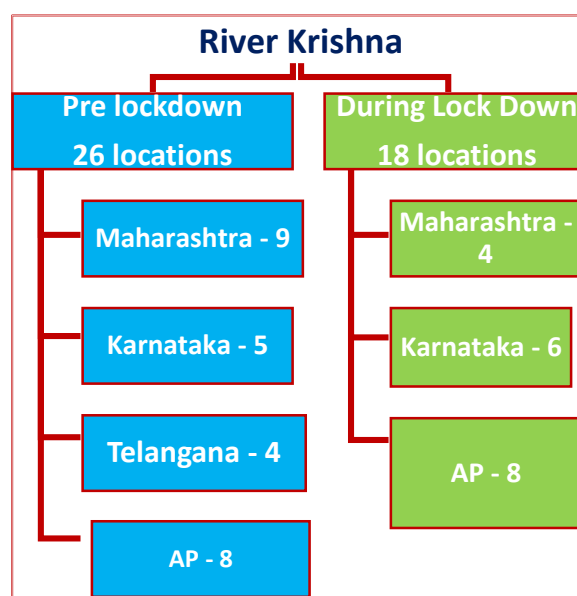 River Krishna
Pre lockdown
26 locations
Maharashtra - 9
Karnataka - 5
Telangana - 4
AP - 8
During Lock Down
18 locations
Maharashtra -
4
Karnataka - 6
AP - 8